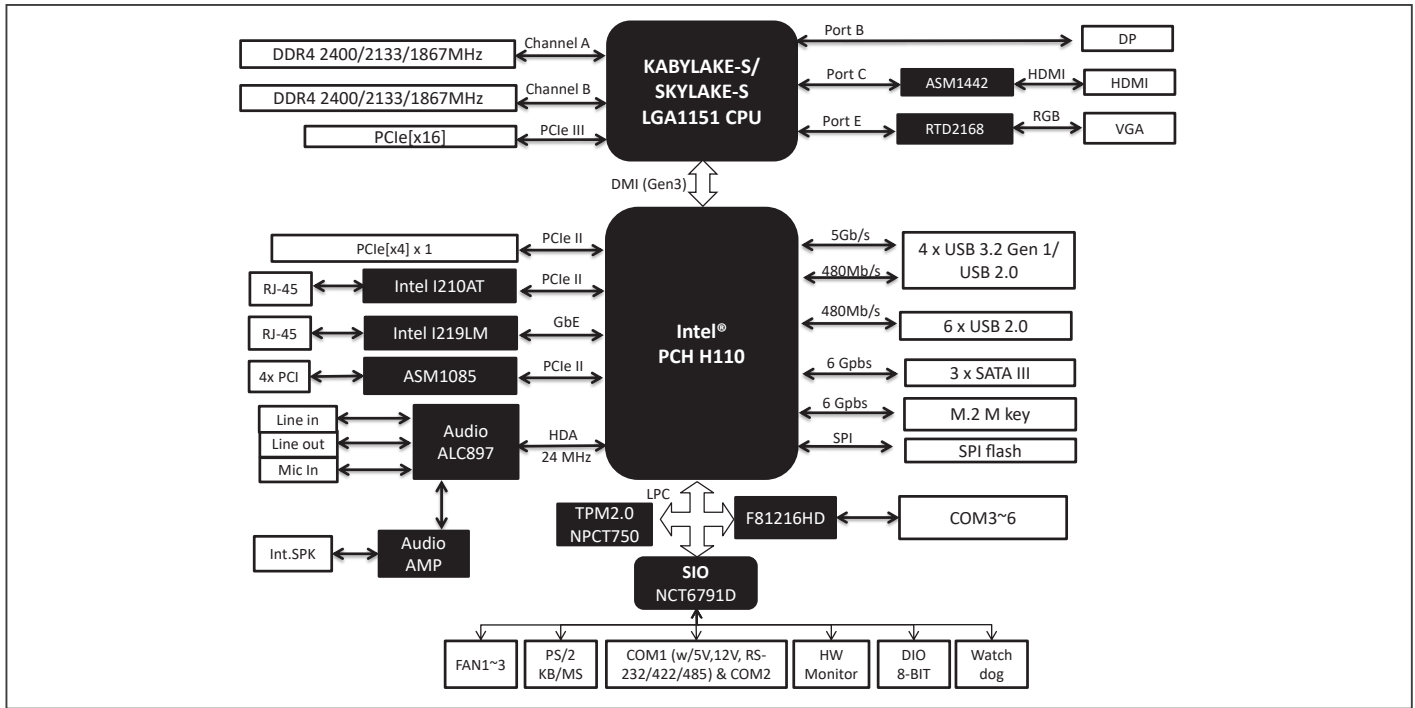 DDR4 2400/2133/1867MHz
Channel A
DDR4 2400/2133/1867MHz
Channel B
PCIe[x16]
PCIe III
KABYLAKE-S/
SKYLAKE-S
LGA1151 CPU
Port B
DP
Port C
ASM1442
HDMI
HDMI
Port E
RTD2168
RGB
VGA
DMI (Gen3)
PCIe[x4] x 1
PCIe II
RJ-45
Intel I210AT
PCIe II
RJ-45
Intel I219LM
GbE
4x PCI
ASM1085
PCIe II
Line in
Line out
Mic In
Audio
ALC897
HDA
24 MHz
Int.SPK
Audio
AMP
Intel®
PCH H110
5Gb/s
480Mb/s
4 x USB 3.2 Gen 1/
USB 2.0
480Mb/s
6 x USB 2.0
6 Gpbs
3 x SATA III
6 Gpbs
M.2 M key
SPI
SPI flash
LPC
TPM2.0
NPCT750
F81216HD
COM3~6
SIO
NCT6791D
FAN1~3
PS/2
KB/MS
COM1 (w/5V,12V, RS-
232/422/485) & COM2
HW
Monitor
DIO
8-BIT
Watch
dog